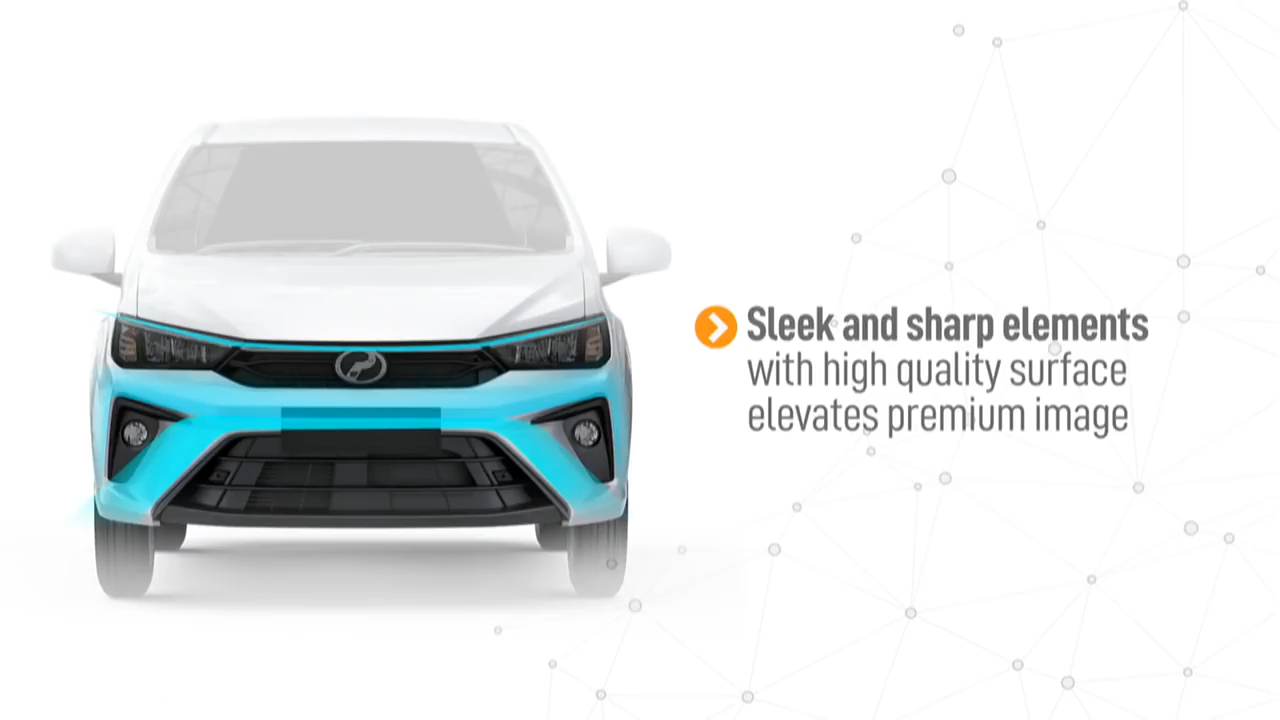 Sleek and sharp elements
with high quality surface
elevates premium image